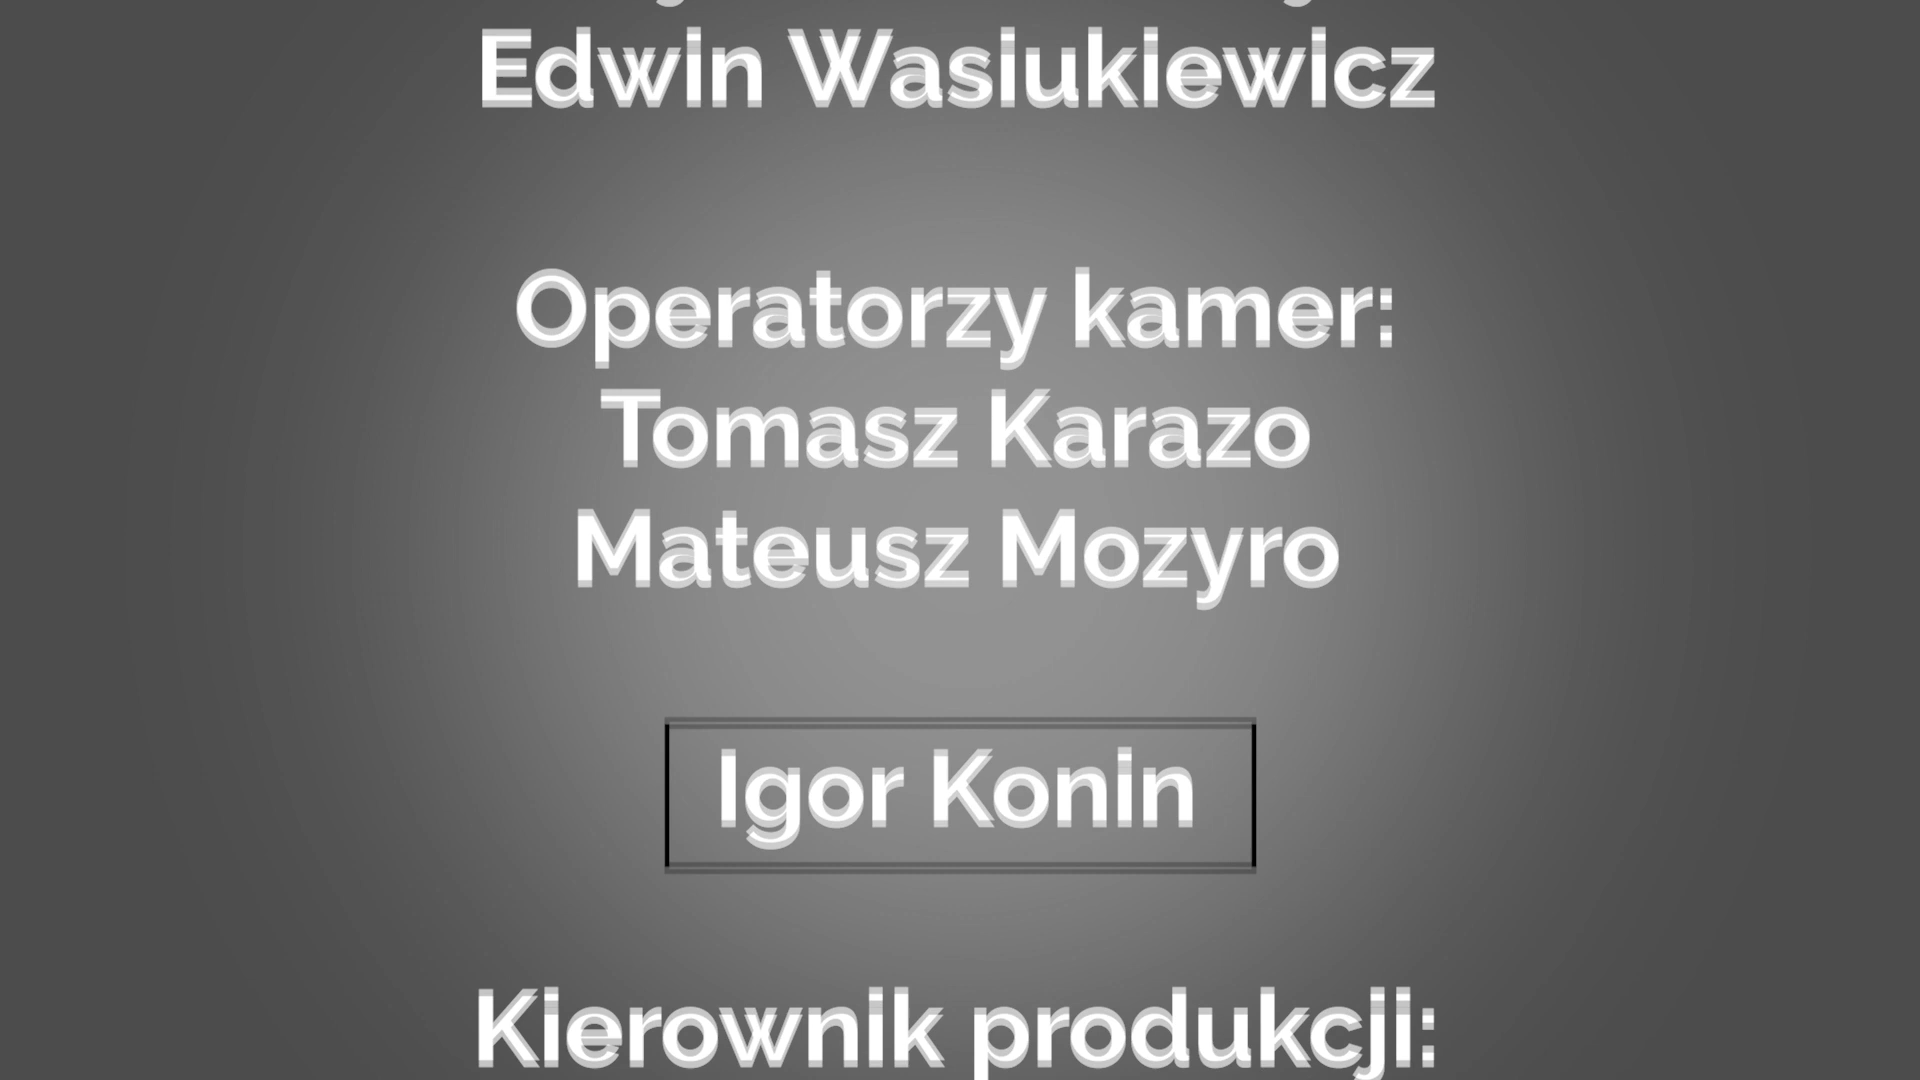 Edwin Wasiukiewicz
Operatorzy kamer:
Tomasz Karazo
Mateusz Mozyro
Igor Konin
Kierownik produkcji: